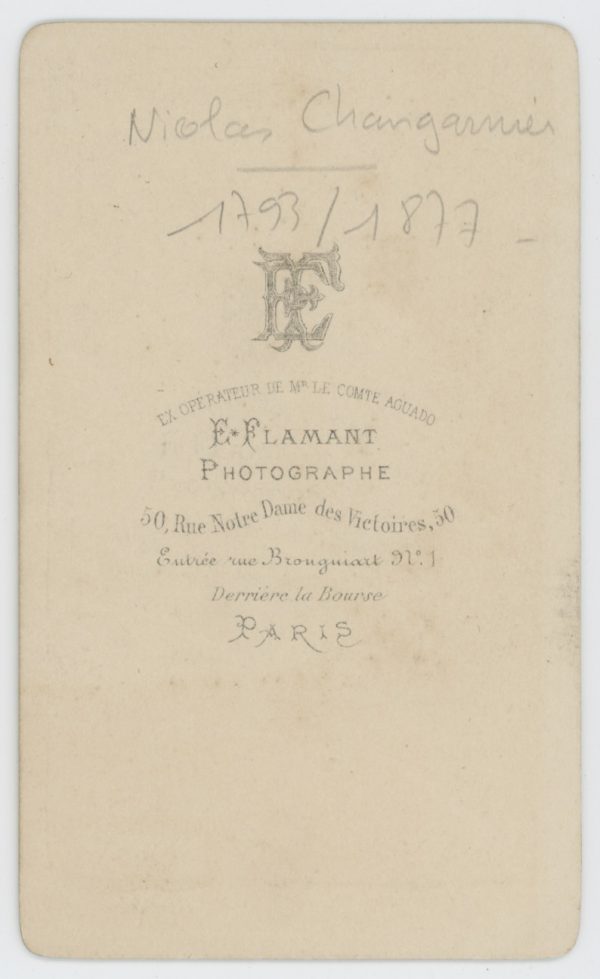 Nicolas Changarnier
1793/1877
EF
EX OPÉRATEUR DE MR LE COMTE AGUADO
E. FLAMANT
PHOTOGRAPHE
50, Rue Notre Dame des Victoires, 50
Entrée rue Brongniart No. 1
Derrière la Bourse
PARIS